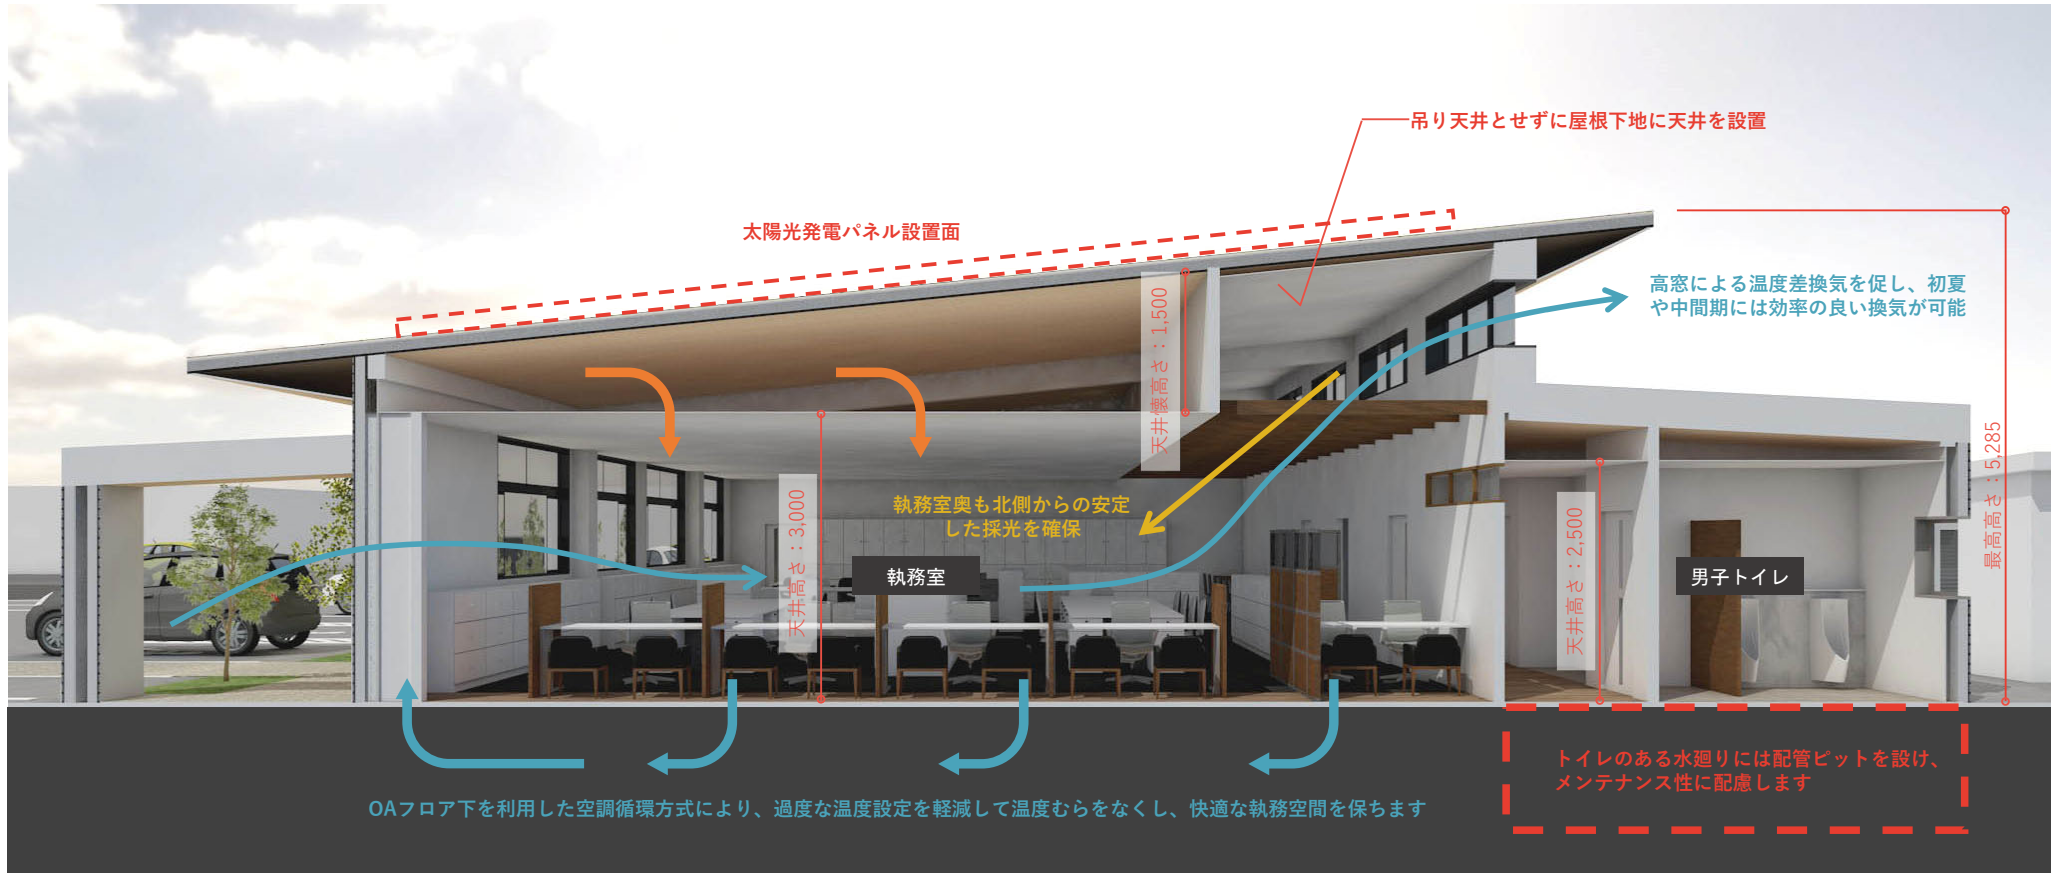 吊り天井とせずに屋根下地に天井を設置
太陽光発電パネル設置面
高窓による温度差換気を促し、初夏
や中間期には効率の良い換気が可能
天井懐高さ：1,500
最高高さ：5,285
執務室奥も北側からの安定
した採光を確保
天井高さ：3,000
天井高さ：2,500
執務室
男子トイレ
トイレのある水廻りには配管ピットを設け、
メンテナンス性に配慮します
OAフロア下を利用した空調循環方式により、過度な温度設定を軽減して温度むらをなくし、快適な執務空間を保ちます